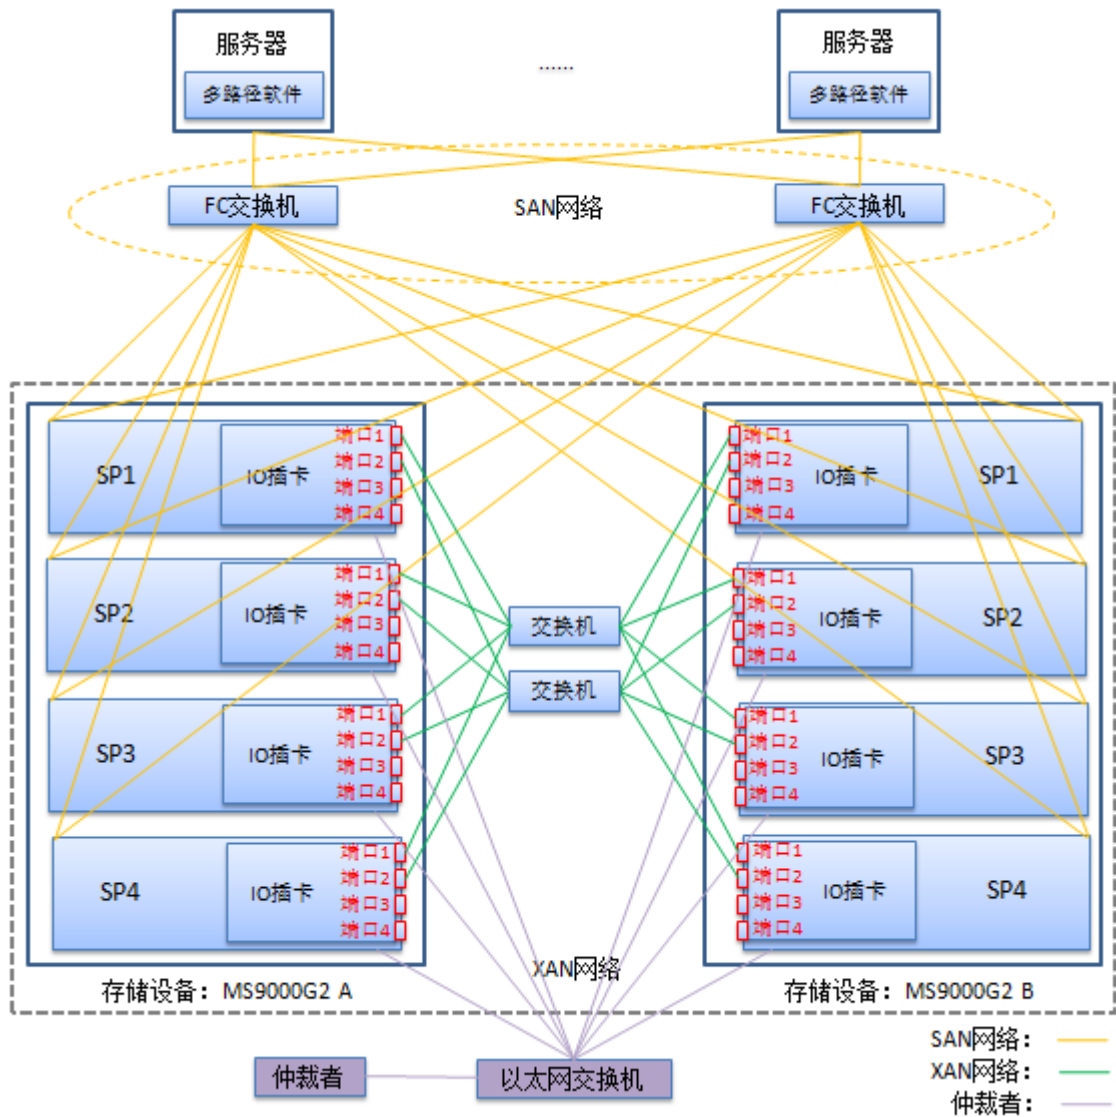 服务器
多路径软件
......
服务器
多路径软件
FC交换机
SAN网络
FC交换机
SP1
IO插卡
端口1
端口2
端口3
端口4
SP2
IO插卡
端口1
端口2
端口3
端口4
SP3
IO插卡
端口1
端口2
端口3
端口4
SP4
IO插卡
端口1
端口2
端口3
端口4
交换机
交换机
端口1
端口2
端口3
端口4
IO插卡
SP1
端口1
端口2
端口3
端口4
IO插卡
SP2
端口1
端口2
端口3
端口4
IO插卡
SP3
端口1
端口2
端口3
端口4
IO插卡
SP4
XAN网络
存储设备：MS9000G2 A
存储设备：MS9000G2 B
仲裁者
以太网交换机
SAN网络：
XAN网络：
仲裁者：